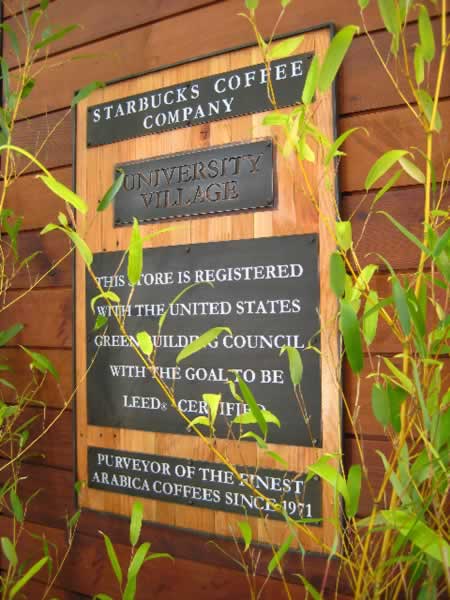 STARBUCKS COFFEE
COMPANY
UNIVERSITY
VILLAGE
THIS STORE IS REGISTERED
WITH THE UNITED STATES
GREEN BUILDING COUNCIL
WITH THE GOAL TO BE
LEED® CERTIFIED.
PURVEYOR OF THE FINEST
ARABICA COFFEES SINCE 1971